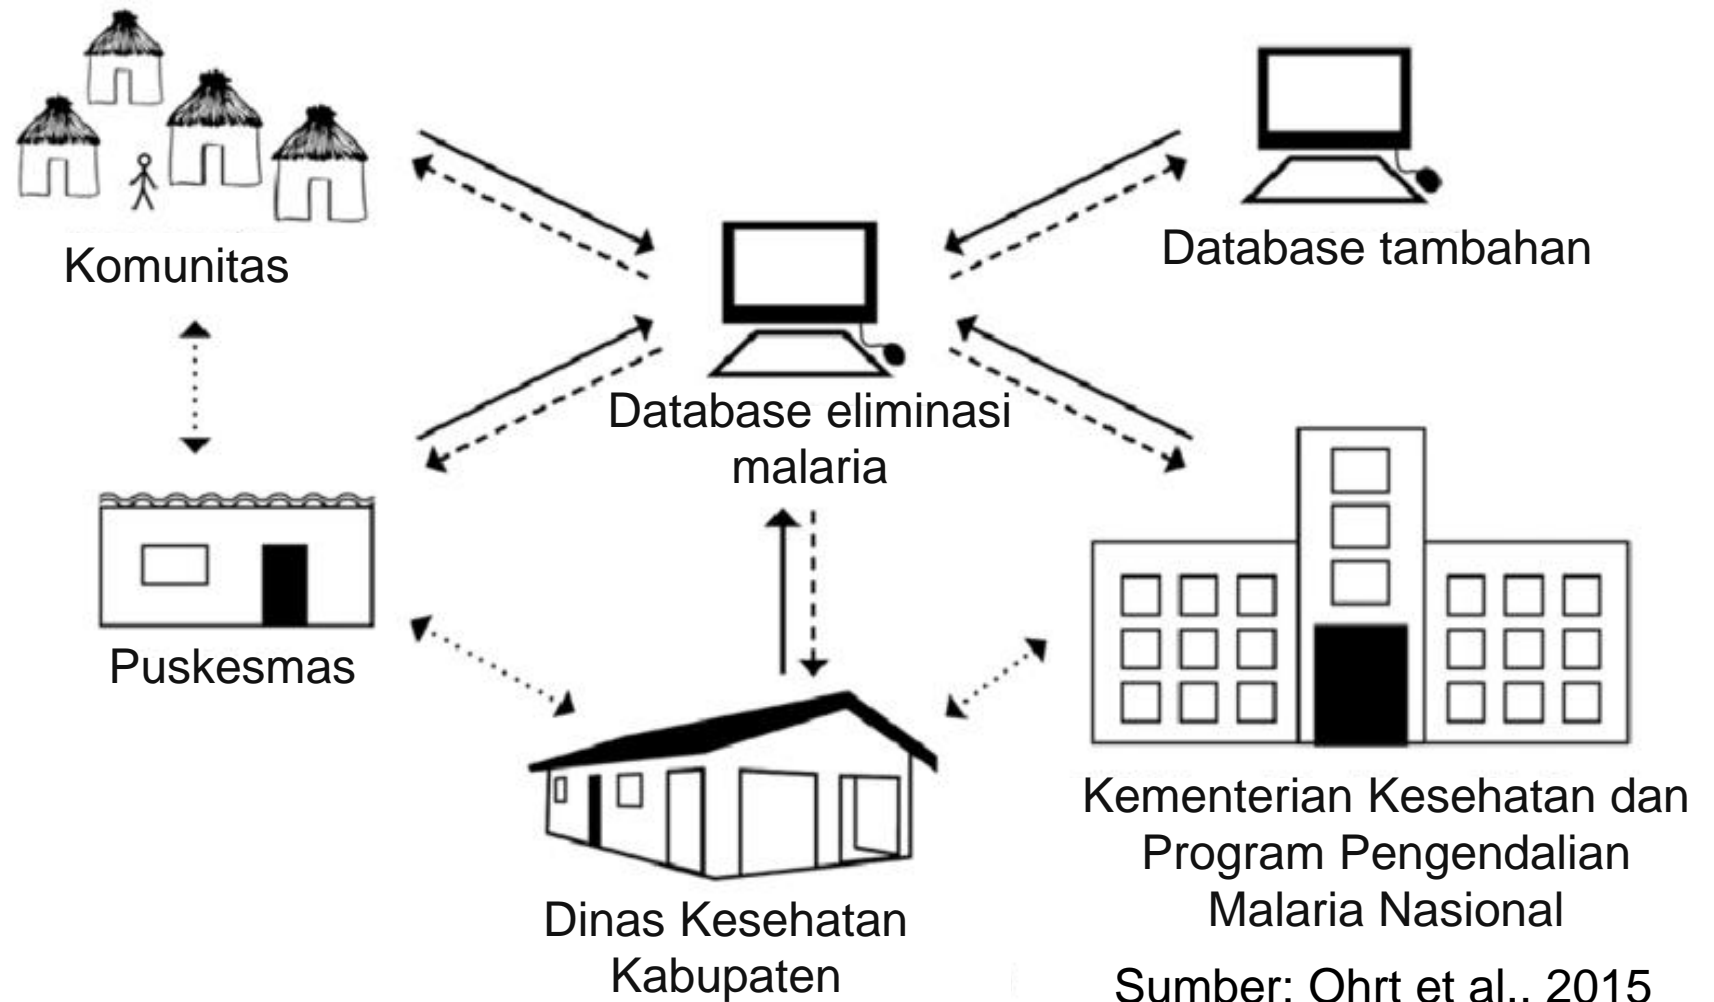 Komunitas
Database tambahan
Database eliminasi
malaria
Puskesmas
Kementerian Kesehatan dan
Program Pengendalian
Malaria Nasional
Dinas Kesehatan
Kabupaten
Sumber: Ohrt et al., 2015